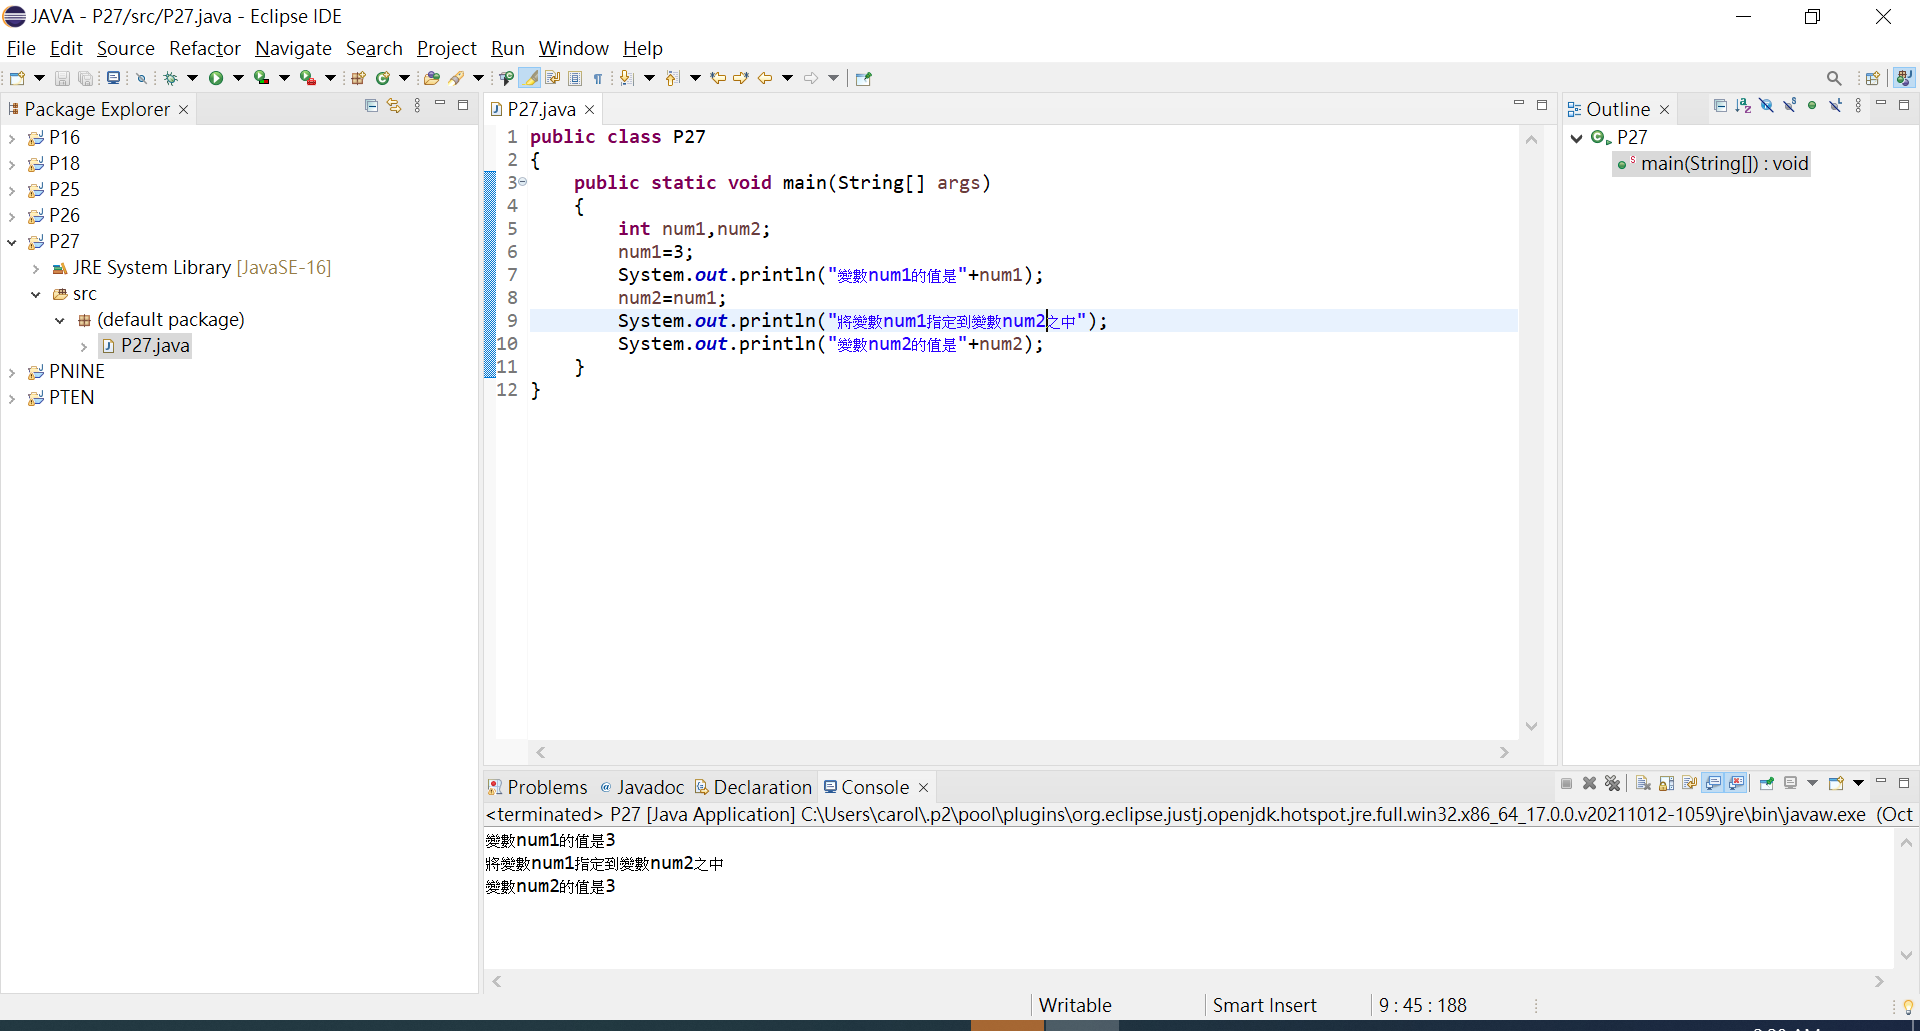 JAVA - P27/src/P27.java - Eclipse IDE
File Edit Source Refactor Navigate Search Project Run Window Help
Package Explorer
P16
P18
P25
P26
P27
JRE System Library [JavaSE-16]
src
(default package)
P27.java
PNINE
PTEN
P27.java
1 public class P27
2 {
3 public static void main(String[] args)
4 {
5 int num1,num2;
6 num1=3;
7 System.out.println("變數num1的值是"+num1);
8 num2=num1;
9 System.out.println("將變數num1指定到變數num2之中");
10 System.out.println("變數num2的值是"+num2);
11 }
12 }
Outline
P27
main(String[]) : void
Problems Javadoc Declaration Console
<terminated> P27 [Java Application] C:\Users\carol\.p2\pool\plugins\org.eclipse.justj.openjdk.hotspot.jre.full.win32.x86_64_17.0.0.v20211012-1059\jre\bin\javaw.exe (Oct
變數num1的值是3
將變數num1指定到變數num2之中
變數num2的值是3
Writable Smart Insert 9 : 45 : 188